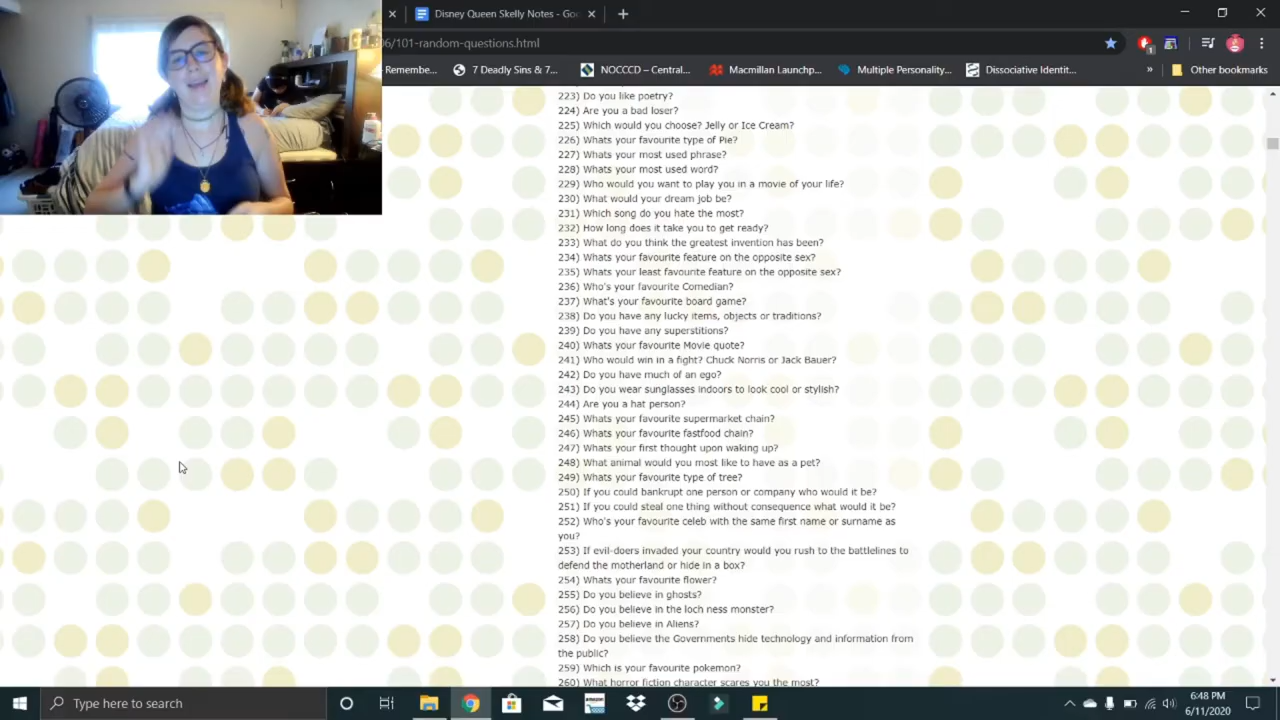 Disney Queen Skelly Notes - Goo
06/101-random-questions.html
Remembe...
7 Deadly Sins & 7...
NOCCCD – Central...
Macmillan Launchp...
Multiple Personality...
Dissociative Identit...
»
Other bookmarks
223) Do you like poetry?
224) Are you a bad loser?
225) Which would you choose? Jelly or Ice Cream?
226) Whats your favourite type of Pie?
227) Whats your most used phrase?
228) Whats your most used word?
229) Who would you want to play you in a movie of your life?
230) What would your dream job be?
231) Which song do you hate the most?
232) How long does it take you to get ready?
233) What do you think the greatest invention has been?
234) Whats your favourite feature on the opposite sex?
235) Whats your least favourite feature on the opposite sex?
236) Who's your favourite Comedian?
237) What's your favourite board game?
238) Do you have any lucky items, objects or traditions?
239) Do you have any superstitions?
240) Whats your favourite Movie quote?
241) Who would win in a fight? Chuck Norris or Jack Bauer?
242) Do you have much of an ego?
243) Do you wear sunglasses indoors to look cool or stylish?
244) Are you a hat person?
245) Whats your favourite supermarket chain?
246) Whats your favourite fastfood chain?
247) Whats your first thought upon waking up?
248) What animal would you most like to have as a pet?
249) Whats your favourite type of tree?
250) If you could bankrupt one person or company who would it be?
251) If you could steal one thing without consequence what would it be?
252) Who's your favourite celeb with the same first name or surname as
you?
253) If evil-doers invaded your country would you rush to the battlelines to
defend the motherland or hide in a box?
254) Whats your favourite flower?
255) Do you believe in ghosts?
256) Do you believe in the loch ness monster?
257) Do you believe in Aliens?
258) Do you believe the Governments hide technology and information from
the public?
259) Which is your favourite pokemon?
260) What horror fiction character scares you the most?
Type here to search
6:48 PM
6/11/2020